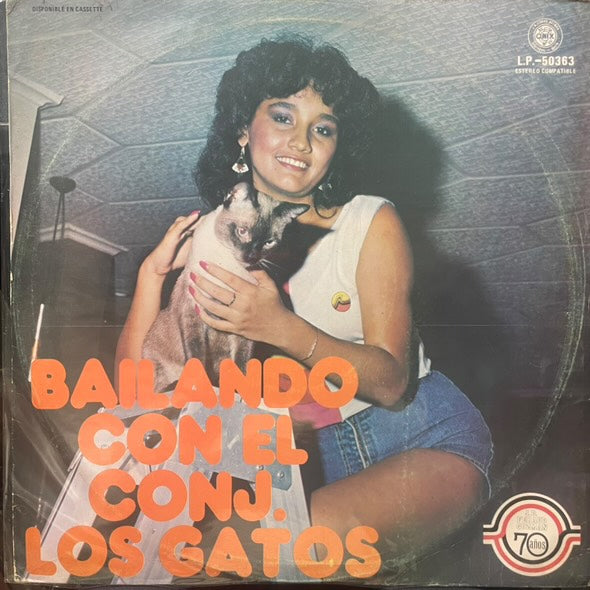 DISPONIBLE EN CASSETTE
L.P.-50363
ESTEREO COMPATIBLE
BAILANDO
CON EL
CONJ.
LOS GATOS
70
años